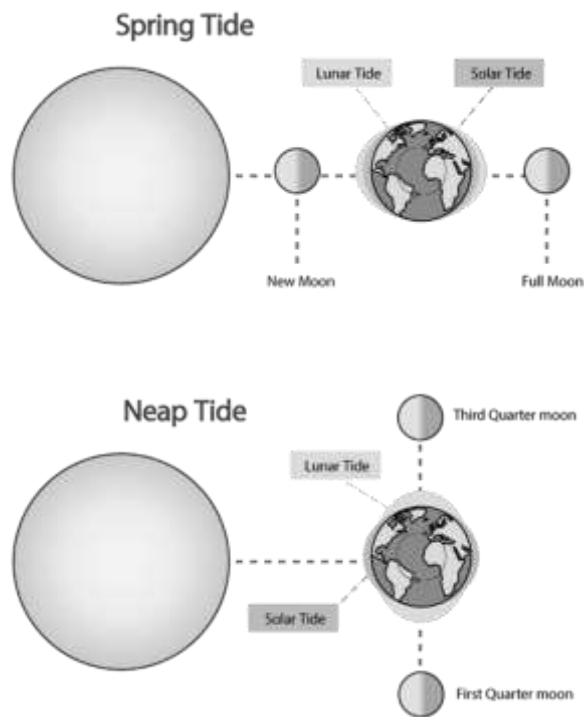 Spring Tide
Lunar Tide
Solar Tide
New Moon
Full Moon
Neap Tide
Third Quarter moon
Lunar Tide
Solar Tide
First Quarter moon